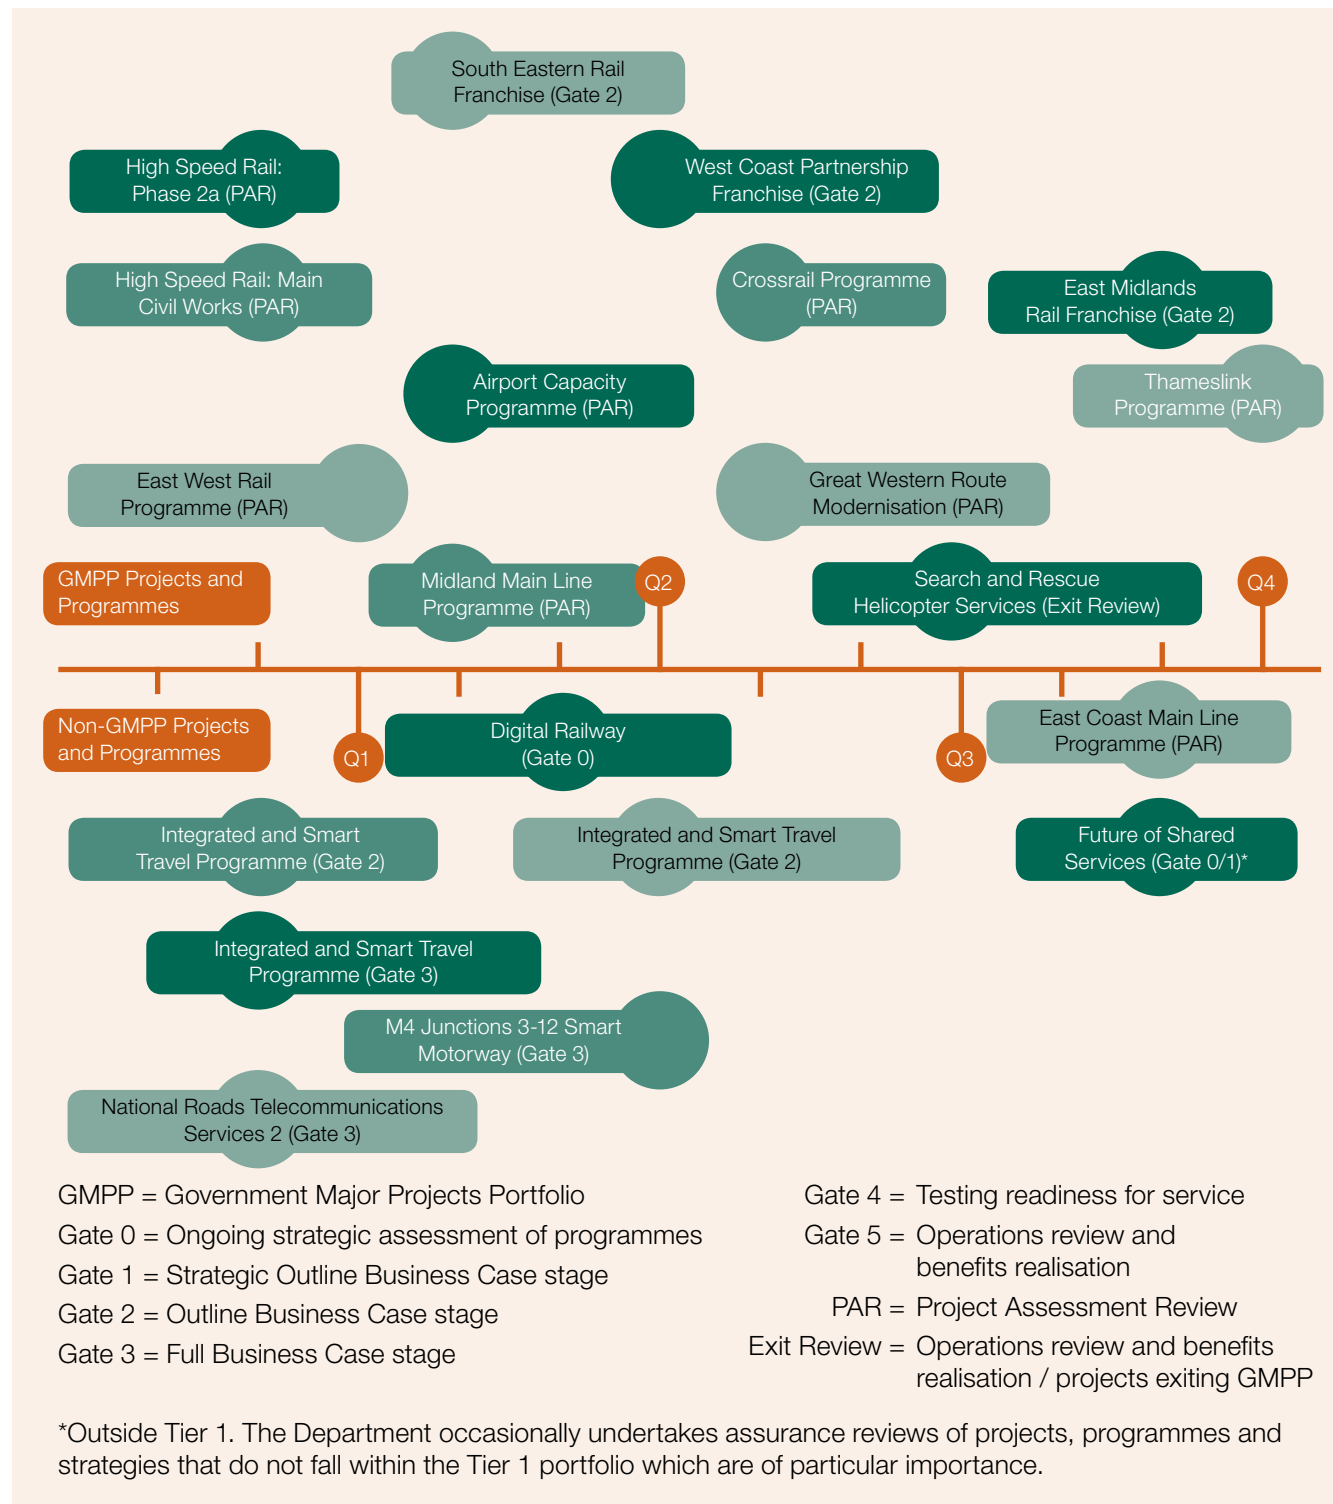 South Eastern Rail
Franchise (Gate 2)
High Speed Rail:
Phase 2a (PAR)
West Coast Partnership
Franchise (Gate 2)
High Speed Rail: Main
Civil Works (PAR)
Crossrail Programme
(PAR)
East Midlands
Rail Franchise (Gate 2)
Airport Capacity
Programme (PAR)
Thameslink
Programme (PAR)
East West Rail
Programme (PAR)
Great Western Route
Modernisation (PAR)
GMPP Projects and
Programmes
Midland Main Line
Programme (PAR)
Q2
Search and Rescue
Helicopter Services (Exit Review)
Q4
Non-GMPP Projects
and Programmes
Q1
Digital Railway
(Gate 0)
Q3
East Coast Main Line
Programme (PAR)
Integrated and Smart
Travel Programme (Gate 2)
Integrated and Smart Travel
Programme (Gate 2)
Future of Shared
Services (Gate 0/1)*
Integrated and Smart Travel
Programme (Gate 3)
M4 Junctions 3-12 Smart
Motorway (Gate 3)
National Roads Telecommunications
Services 2 (Gate 3)
GMPP = Government Major Projects Portfolio
Gate 0 = Ongoing strategic assessment of programmes
Gate 1 = Strategic Outline Business Case stage
Gate 2 = Outline Business Case stage
Gate 3 = Full Business Case stage
Gate 4 = Testing readiness for service
Gate 5 = Operations review and
benefits realisation
PAR = Project Assessment Review
Exit Review = Operations review and benefits
realisation / projects exiting GMPP
*Outside Tier 1. The Department occasionally undertakes assurance reviews of projects, programmes and
strategies that do not fall within the Tier 1 portfolio which are of particular importance.